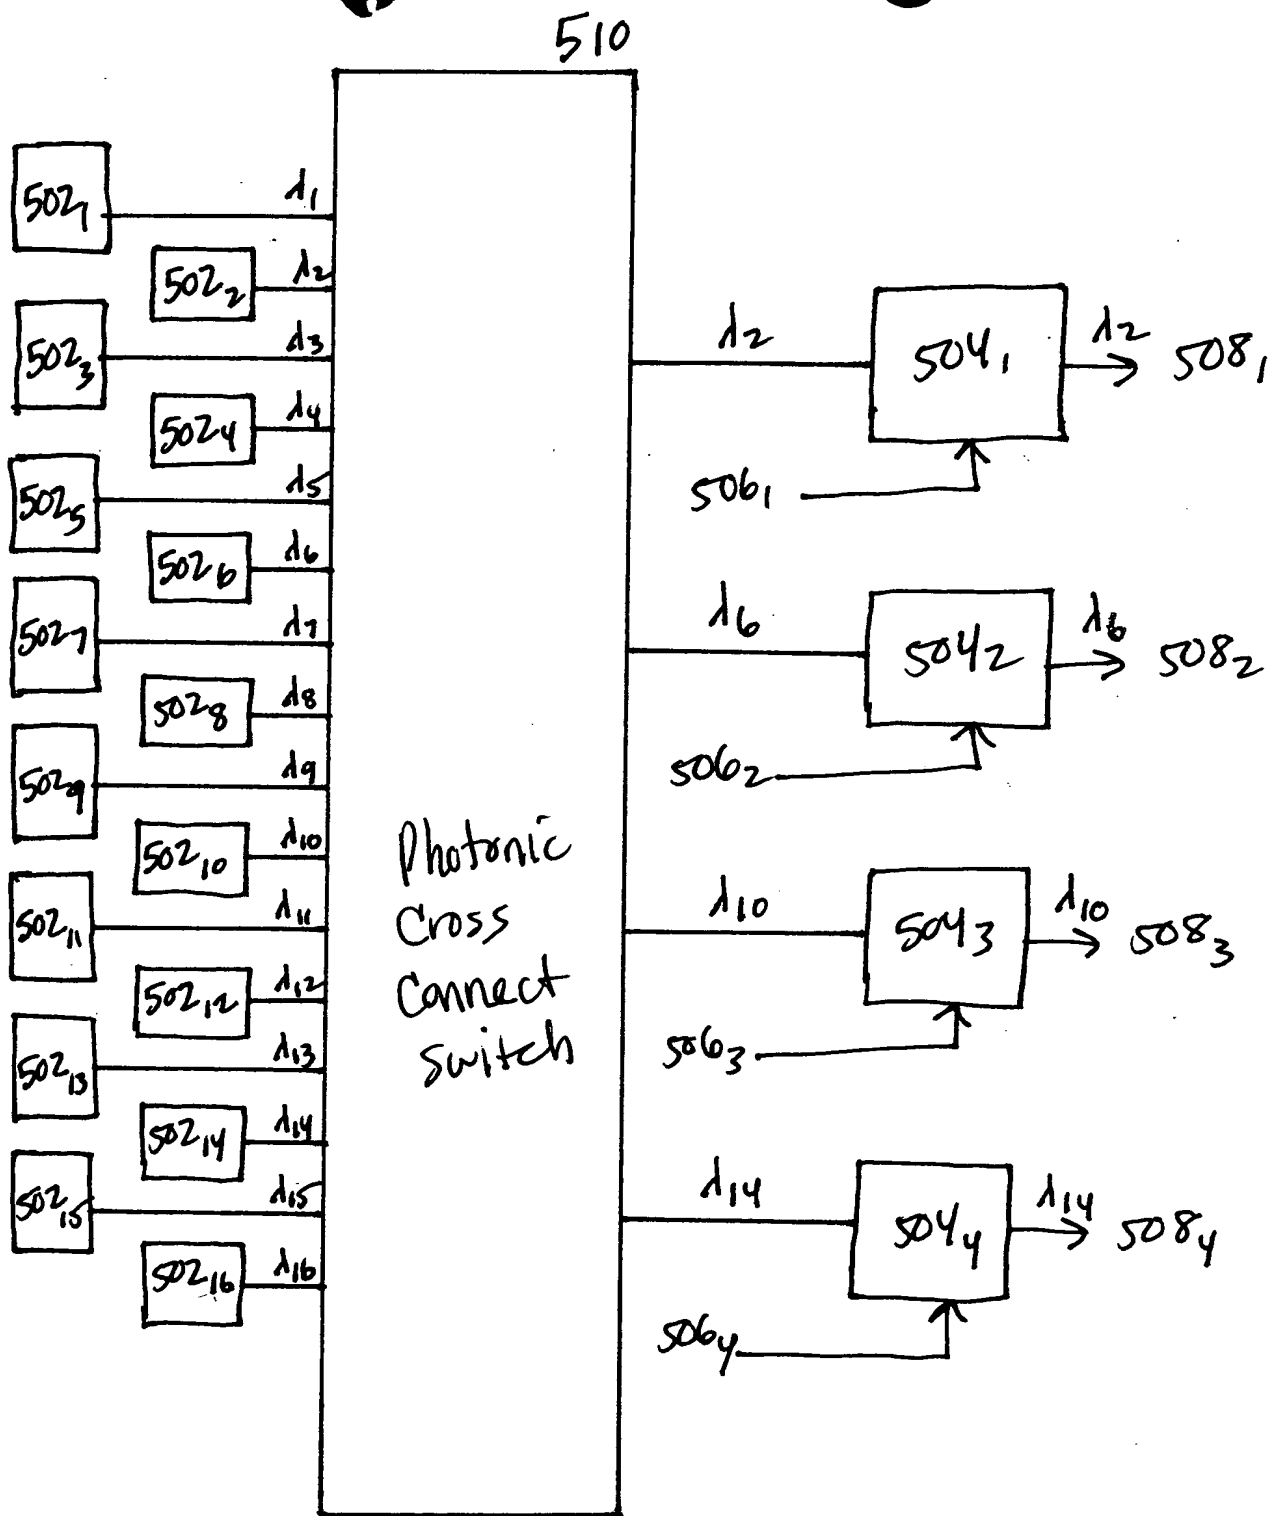 510
502₁ λ₁
502₂ λ₂
502₃ λ₃
502₄ λ₄
502₅ λ₅
502₆ λ₆
502₇ λ₇
502₈ λ₈
502₉ λ₉
502₁₀ λ₁₀
502₁₁ λ₁₁
502₁₂ λ₁₂
502₁₃ λ₁₃
502₁₄ λ₁₄
502₁₅ λ₁₅
502₁₆ λ₁₆
Photonic
Cross
Connect
Switch
λ₂ 504₁ λ₂ 508₁
506₁
λ₆ 504₂ λ₆ 508₂
506₂
λ₁₀ 504₃ λ₁₀ 508₃
506₃
λ₁₄ 504₄ λ₁₄ 508₄
506₄